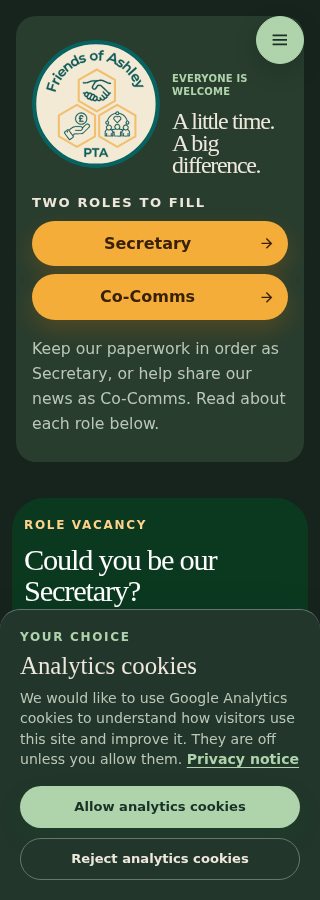 Friends of Ashley
£
PTA
EVERYONE IS
WELCOME
A little time.
A big
difference.
TWO ROLES TO FILL
Secretary →
Co-Comms →
Keep our paperwork in order as
Secretary, or help share our
news as Co-Comms. Read about
each role below.
ROLE VACANCY
Could you be our
Secretary?
YOUR CHOICE
Analytics cookies
We would like to use Google Analytics
cookies to understand how visitors use
this site and improve it. They are off
unless you allow them. Privacy notice
Allow analytics cookies
Reject analytics cookies